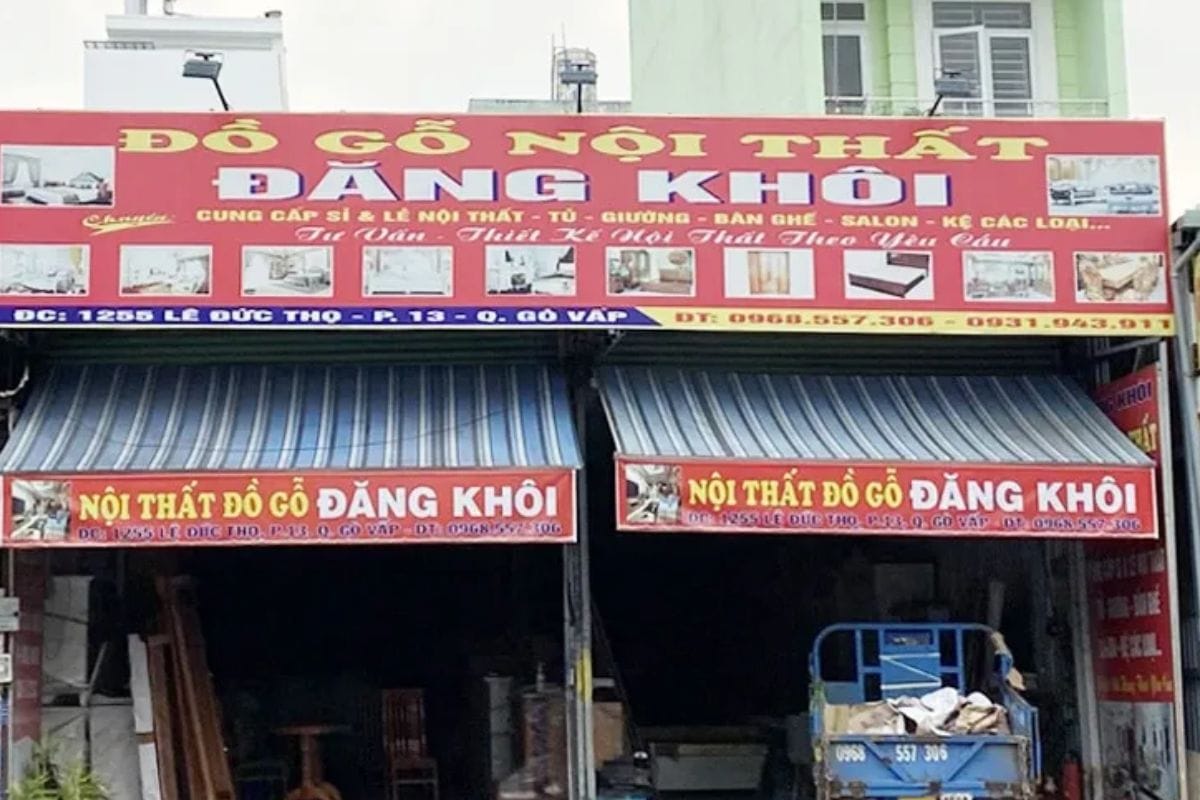 ĐỒ GỖ NỘI THẤT
ĐĂNG KHÔI
Chuyên
CUNG CẤP SỈ & LẺ NỘI THẤT - TỦ - GIƯỜNG - BÀN GHẾ - SALON - KỆ CÁC LOẠI...
Tư Vấn - Thiết Kế Nội Thất Theo Yêu Cầu
ĐC: 1255 LÊ ĐỨC THỌ - P. 13 - Q. GÒ VẤP
ĐT: 0968.557.306 - 0931.943.911
NỘI THẤT ĐỒ GỖ ĐĂNG KHÔI
ĐC: 1255 LÊ ĐỨC THỌ, P.13, Q. GÒ VẤP ĐT: 0968.557.306
NỘI THẤT ĐỒ GỖ ĐĂNG KHÔI
ĐC: 1255 LÊ ĐỨC THỌ, P.13, Q. GÒ VẤP ĐT: 0968.557.306
KHÔI
0968 557 306